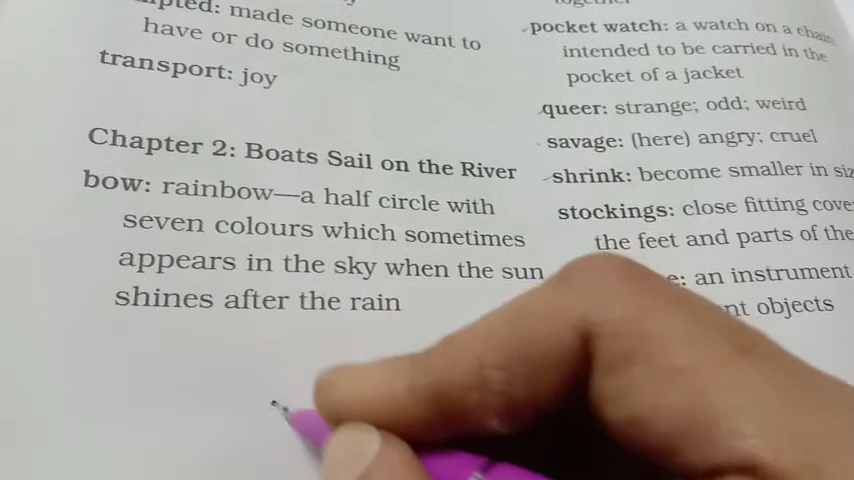 made someone want to
have or do something
transport: joy
Chapter 2: Boats Sail on the River
bow: rainbow—a half circle with
seven colours which sometimes
appears in the sky when the sun
shines after the rain
together
pocket watch: a watch on a chain
intended to be carried in the
pocket of a jacket
queer: strange; odd; weird
savage: (here) angry; cruel
shrink: become smaller in
stockings: close fitting
the feet and parts of the
an instrument
objects